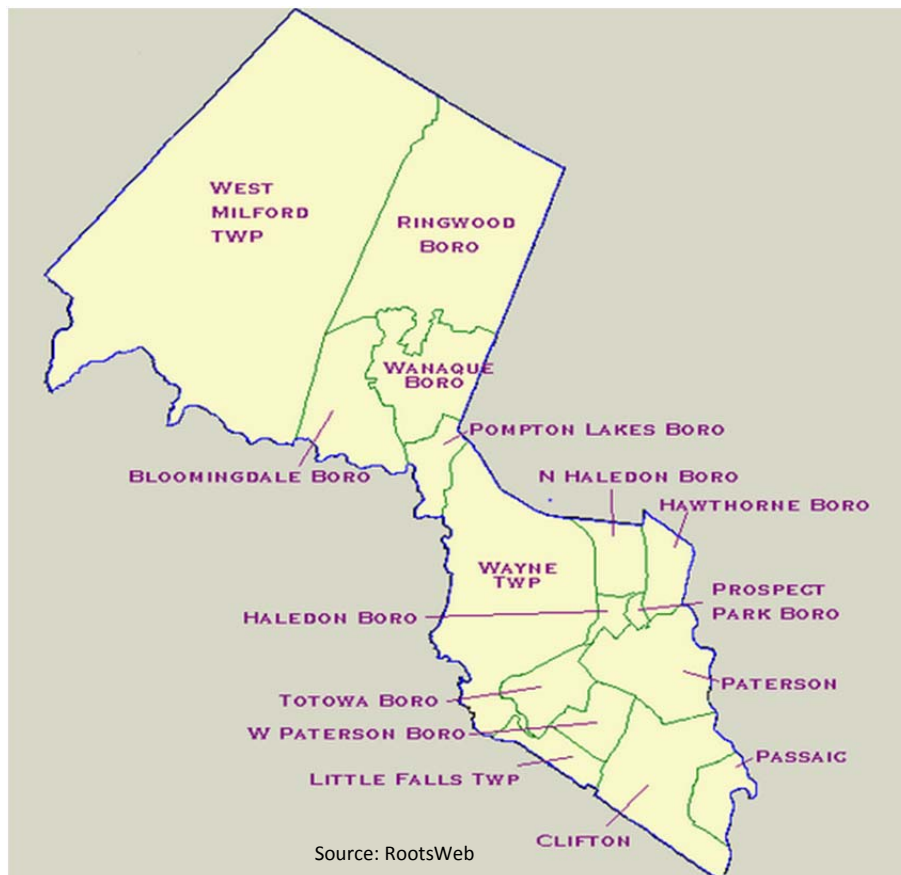 WEST
MILFORD
TWP
RINGWOOD
BORO
WANAQUE
BORO
POMPTON LAKES BORO
BLOOMINGDALE BORO
N HALEDON BORO
HAWTHORNE BORO
WAYNE
TWP
PROSPECT
PARK BORO
HALEDON BORO
PATERSON
TOTOWA BORO
W PATERSON BORO
PASSAIC
LITTLE FALLS TWP
CLIFTON
Source: RootsWeb